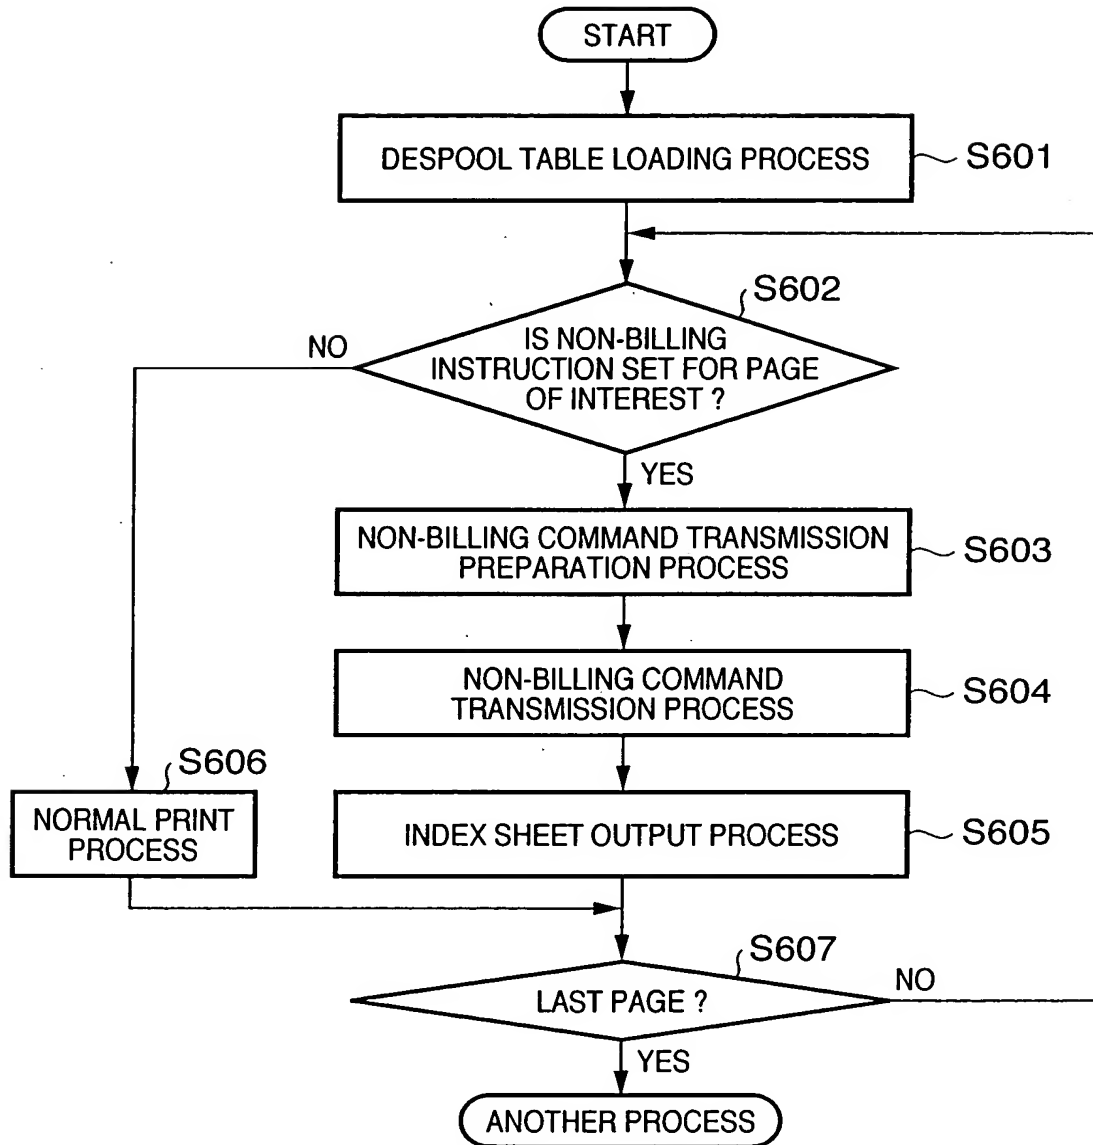 START
DESPOOL TABLE LOADING PROCESS
S601
S602
IS NON-BILLING
INSTRUCTION SET FOR PAGE
OF INTEREST ?
NO
YES
NON-BILLING COMMAND TRANSMISSION
PREPARATION PROCESS
S603
NON-BILLING COMMAND
TRANSMISSION PROCESS
S604
S606
NORMAL PRINT
PROCESS
INDEX SHEET OUTPUT PROCESS
S605
S607
LAST PAGE ?
NO
YES
ANOTHER PROCESS